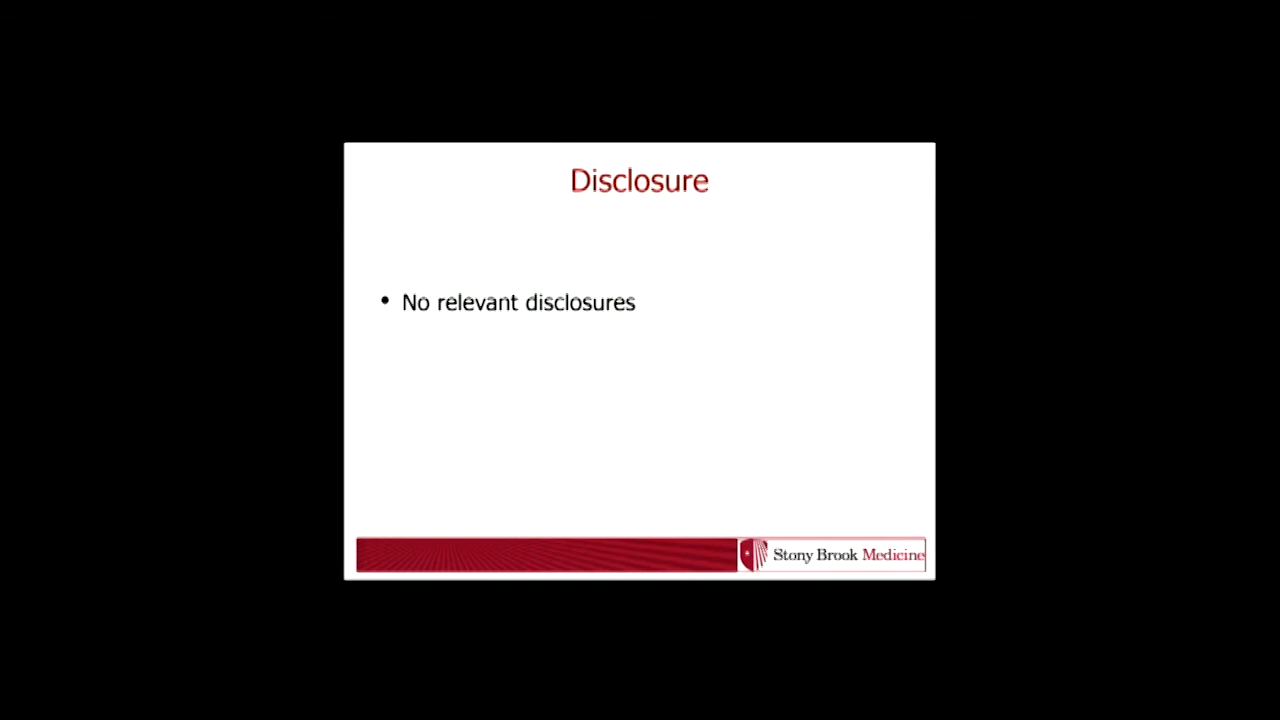 Disclosure
• No relevant disclosures
Stony Brook Medicine